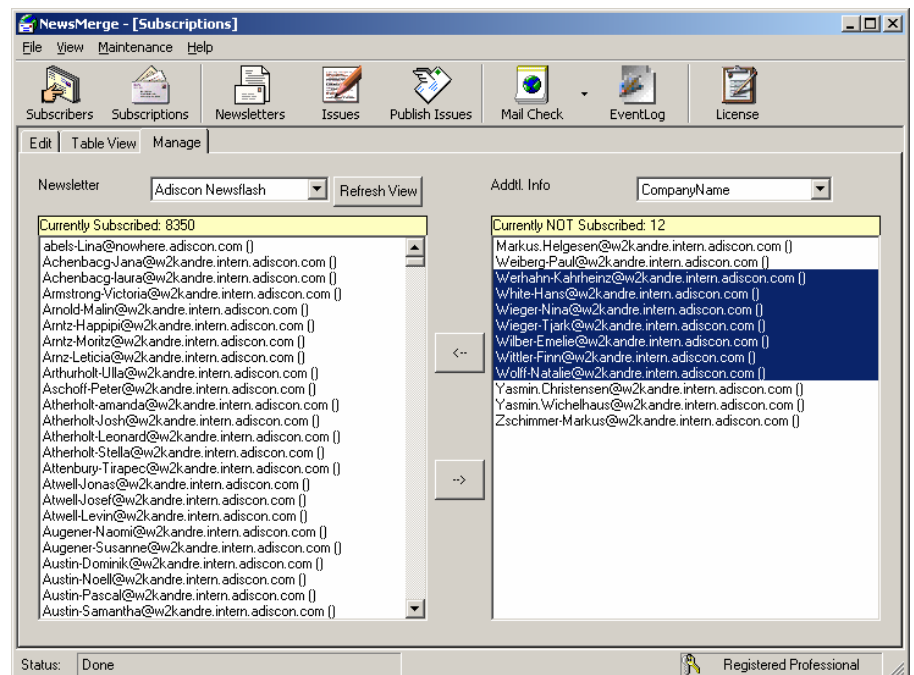 NewsMerge - [Subscriptions]
File View Maintenance Help
Subscribers Subscriptions Newsletters Issues Publish Issues Mail Check EventLog License
Edit Table View Manage
Newsletter Adiscon Newsflash Refresh View Addtl. Info CompanyName
Currently Subscribed: 8350
abels-Lina@nowhere.adiscon.com ()
Achenbacg-Jana@w2kandre.intern.adiscon.com ()
Achenbacg-laura@w2kandre.intern.adiscon.com ()
Armstrong-Victoria@w2kandre.intern.adiscon.com ()
Arnold-Malin@w2kandre.intern.adiscon.com ()
Arntz-Happipi@w2kandre.intern.adiscon.com ()
Arntz-Moritz@w2kandre.intern.adiscon.com ()
Arnz-Leticia@w2kandre.intern.adiscon.com ()
Arthurholt-Ulla@w2kandre.intern.adiscon.com ()
Aschoff-Peter@w2kandre.intern.adiscon.com ()
Atherholt-amanda@w2kandre.intern.adiscon.com ()
Atherholt-Josh@w2kandre.intern.adiscon.com ()
Atherholt-Leonard@w2kandre.intern.adiscon.com ()
Atherholt-Stella@w2kandre.intern.adiscon.com ()
Attenbury-Tirapec@w2kandre.intern.adiscon.com ()
Atwell-Jonas@w2kandre.intern.adiscon.com ()
Atwell-Josef@w2kandre.intern.adiscon.com ()
Atwell-Levin@w2kandre.intern.adiscon.com ()
Augener-Naomi@w2kandre.intern.adiscon.com ()
Augener-Susanne@w2kandre.intern.adiscon.com ()
Austin-Dominik@w2kandre.intern.adiscon.com ()
Austin-Noell@w2kandre.intern.adiscon.com ()
Austin-Pascal@w2kandre.intern.adiscon.com ()
Austin-Samantha@w2kandre.intern.adiscon.com ()
<--
-->
Currently NOT Subscribed: 12
Markus.Helgesen@w2kandre.intern.adiscon.com ()
Weiberg-Paul@w2kandre.intern.adiscon.com ()
Werhahn-Kahrheinz@w2kandre.intern.adiscon.com ()
White-Hans@w2kandre.intern.adiscon.com ()
Wieger-Nina@w2kandre.intern.adiscon.com ()
Wieger-Tjark@w2kandre.intern.adiscon.com ()
Wilber-Emelie@w2kandre.intern.adiscon.com ()
Wittler-Finn@w2kandre.intern.adiscon.com ()
Wolff-Natalie@w2kandre.intern.adiscon.com ()
Yasmin.Christensen@w2kandre.intern.adiscon.com ()
Yasmin.Wichelhaus@w2kandre.intern.adiscon.com ()
Zschimmer-Markus@w2kandre.intern.adiscon.com ()
Status: Done Registered Professional